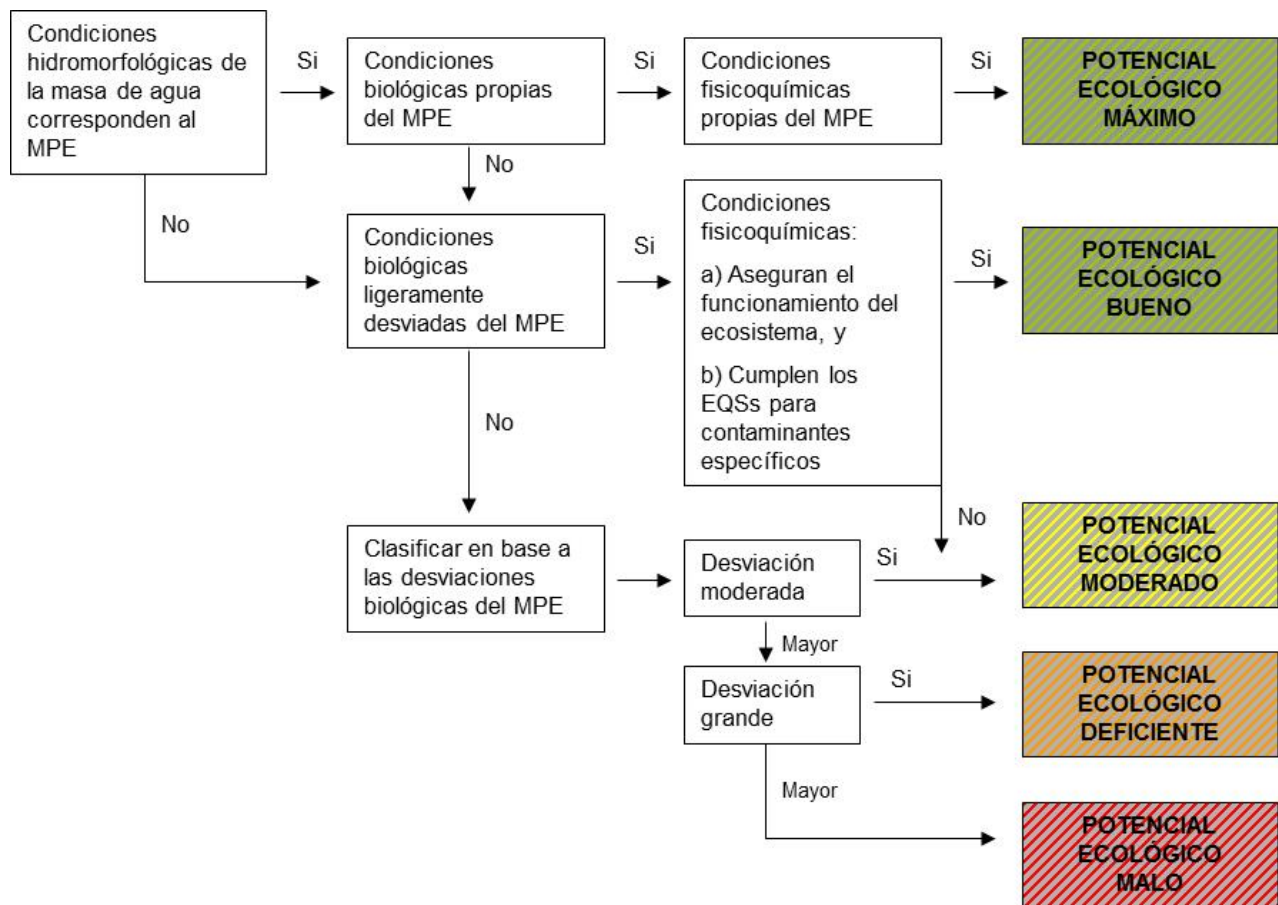 Condiciones
hidromorfológicas de
la masa de agua
corresponden al
MPE
Si
Condiciones
biológicas propias
del MPE
Si
Condiciones
fisicoquímicas
propias del MPE
Si
POTENCIAL
ECOLÓGICO
MÁXIMO
No
No
Condiciones
biológicas
ligeramente
desviadas del MPE
Si
Condiciones
fisicoquímicas:
a) Aseguran el
funcionamiento del
ecosistema, y
b) Cumplen los
EQSs para
contaminantes
específicos
Si
POTENCIAL
ECOLÓGICO
BUENO
No
No
Clasificar en base a
las desviaciones
biológicas del MPE
Desviación
moderada
Si
POTENCIAL
ECOLÓGICO
MODERADO
Mayor
Desviación
grande
Si
POTENCIAL
ECOLÓGICO
DEFICIENTE
Mayor
POTENCIAL
ECOLÓGICO
MALO